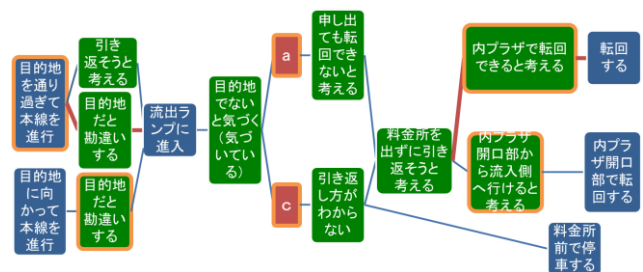 目的地
を通り
過ぎて
本線を
進行
引き
返そうと
考える
目的地
だと
勘違い
する
目的地
に向
かって
本線を
進行
目的地
だと
勘違い
する
流出ラ
ンプに
進入
目的地
でない
と気づく
(気づい
ている)
a
c
申し出
ても転
回でき
ないと
考える
引き返
し方が
わから
ない
料金所を
出ずに引き
返そうと
考える
内プラザで転回
できると考える
転回
する
内プラザ
開口部か
ら流入側
へ行けると
考える
内プラ
ザ開口
部で転
回する
料金所
前で停
車する